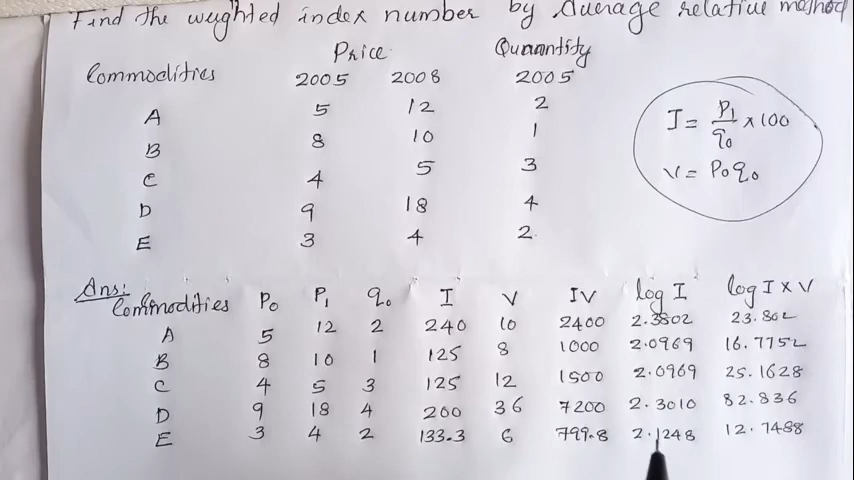 Find the weighted index number by Average relative method
Price Quantity
Commodities 2005 2008 2005
A 5 12 2
B 8 10 1
C 4 5 3
D 9 18 4
E 3 4 2
I = P₁/q₀ × 100
V = P₀q₀
Ans:
Commodities P₀ P₁ q₀ I V IV log I log I × V
A 5 12 2 240 10 2400 2.3802 23.802
B 8 10 1 125 8 1000 2.0969 16.7752
C 4 5 3 125 12 1500 2.0969 25.1628
D 9 18 4 200 36 7200 2.3010 82.836
E 3 4 2 133.3 6 799.8 2.1248 12.7488